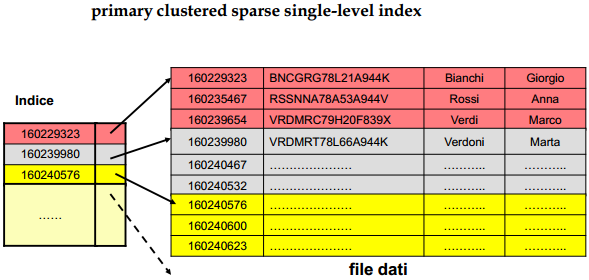 primary clustered sparse single-level index
Indice
160229323
160239980
160240576
......
160229323 BNCGRG78L21A944K Bianchi Giorgio
160235467 RSSNNA78A53A944V Rossi Anna
160239654 VRDMRC79H20F839X Verdi Marco
160239980 VRDMRT78L66A944K Verdoni Marta
160240467 ..................... ........... ...........
160240532 ..................... ........... ...........
160240576 ..................... ........... ...........
160240600 ..................... ........... ...........
160240623 ..................... ........... ...........
file dati